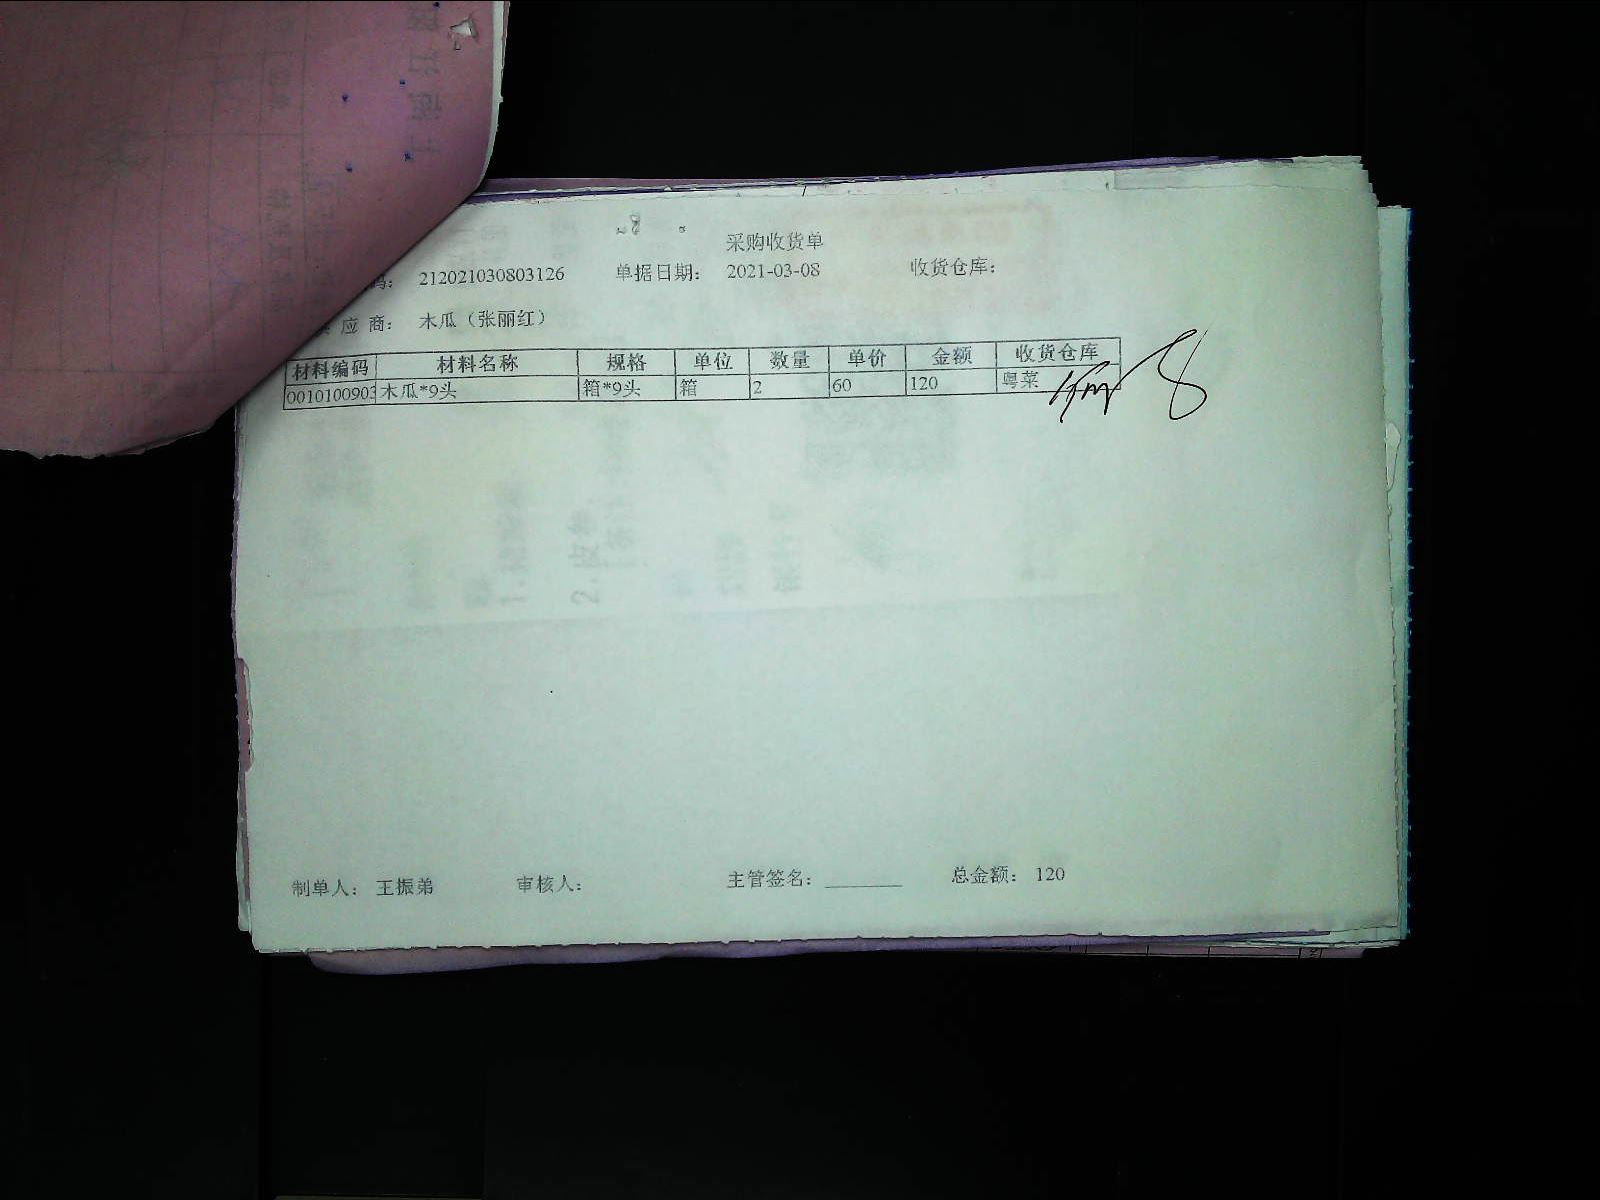 采购收货单
码： 212021030803126 单据日期： 2021-03-08 收货仓库：
应 商： 木瓜（张丽红）
材料编码 材料名称 规格 单位 数量 单价 金额 收货仓库
0010100903 木瓜*9头 箱*9头 箱 2 60 120 粤菜
制单人： 王振弟 审核人： 主管签名： ________ 总金额： 120